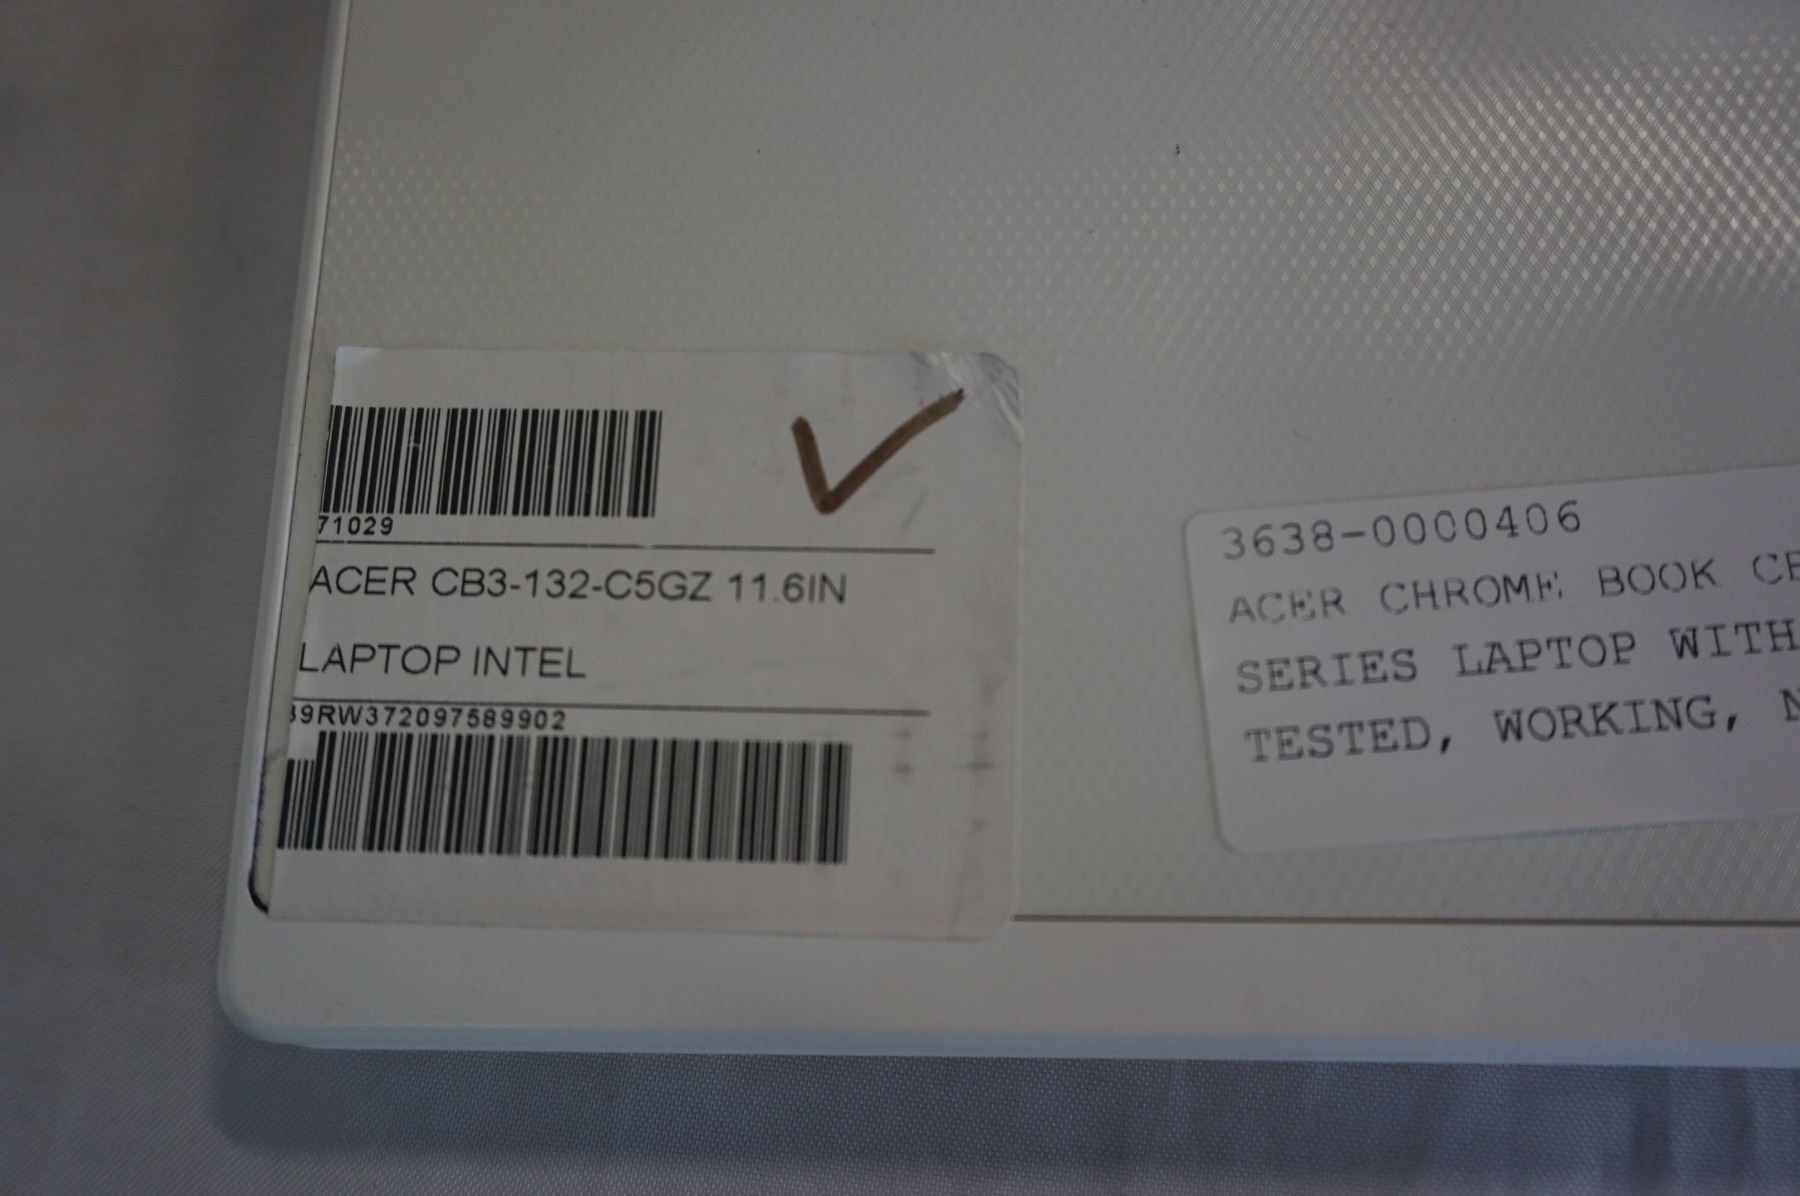 71029
ACER CB3-132-C5GZ 11.6IN
LAPTOP INTEL
39RW372097589902
3638-0000406
ACER CHROME BOOK CB
SERIES LAPTOP WITH
TESTED, WORKING, N